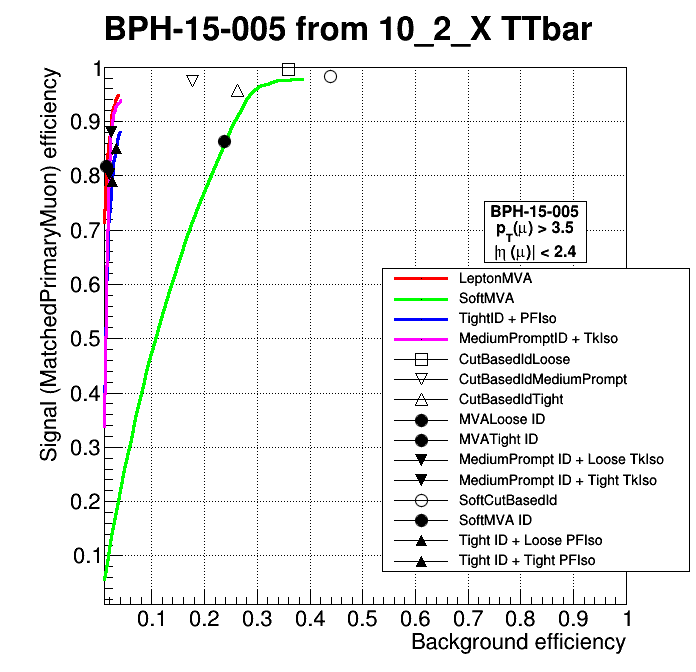 BPH-15-005 from 10_2_X TTbar
Signal (MatchedPrimaryMuon) efficiency
1
0.9
0.8
0.7
0.6
0.5
0.4
0.3
0.2
0.1
BPH-15-005
pT(μ) > 3.5
|η (μ)| < 2.4
LeptonMVA
SoftMVA
TightID + PFIso
MediumPromptID + TkIso
CutBasedIdLoose
CutBasedIdMediumPrompt
CutBasedIdTight
MVALoose ID
MVATight ID
MediumPrompt ID + Loose TkIso
MediumPrompt ID + Tight TkIso
SoftCutBasedId
SoftMVA ID
Tight ID + Loose PFIso
Tight ID + Tight PFIso
0.1 0.2 0.3 0.4 0.5 0.6 0.7 0.8 0.9 1
Background efficiency